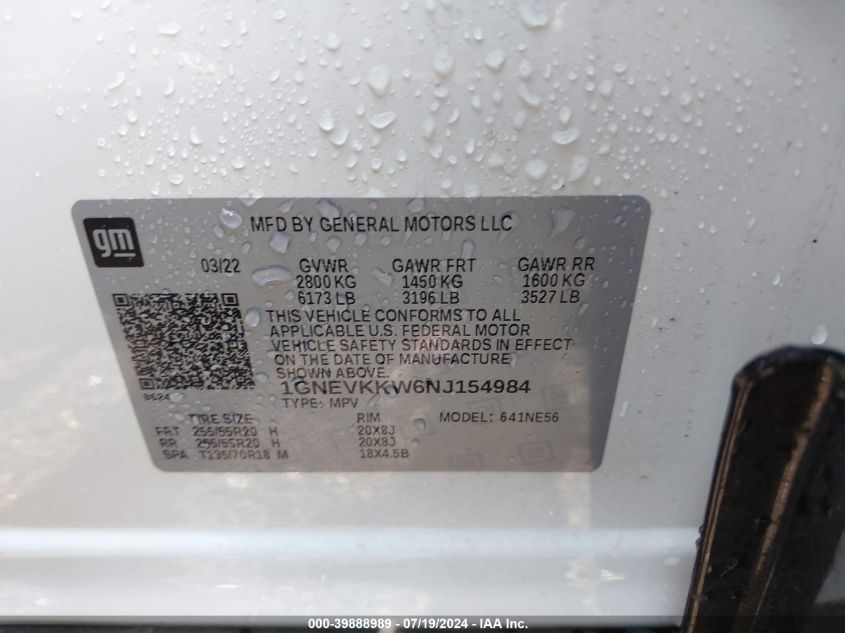 gm
MFD BY GENERAL MOTORS LLC
03/22 GVWR GAWR FRT GAWR RR
2800 KG 1450 KG 1600 KG
6173 LB 3196 LB 3527 LB
THIS VEHICLE CONFORMS TO ALL
APPLICABLE U.S. FEDERAL MOTOR
VEHICLE SAFETY STANDARDS IN EFFECT
ON THE DATE OF MANUFACTURE
SHOWN ABOVE.
1GNEVKKW6NJ154984
8624
TYPE: MPV
TIRE SIZE RIM MODEL: 641NE56
FRT 255/55R20 H 20X8J
RR 255/55R20 H 20X8J
SPA T135/70R18 M 18X4.5B
000-39888989 - 07/19/2024 - IAA Inc.